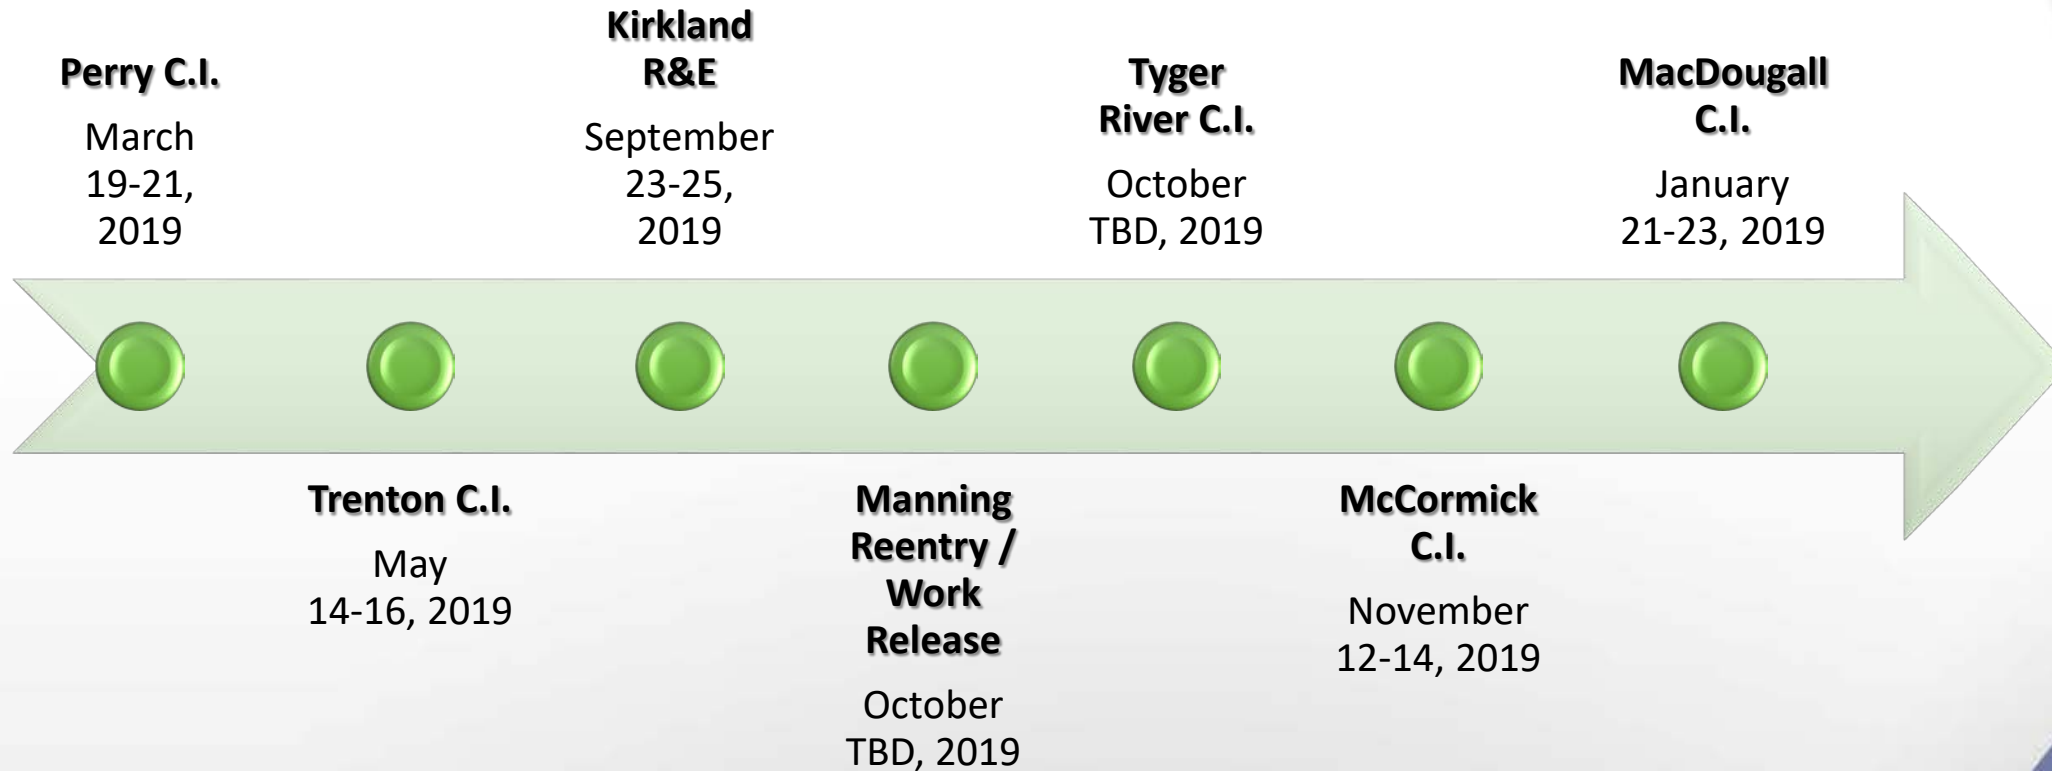 Perry C.I.
March
19-21,
2019
Trenton C.I.
May
14-16, 2019
Kirkland
R&E
September
23-25,
2019
Manning
Reentry /
Work
Release
October
TBD, 2019
Tyger
River C.I.
October
TBD, 2019
McCormick
C.I.
November
12-14, 2019
MacDougall
C.I.
January
21-23, 2019